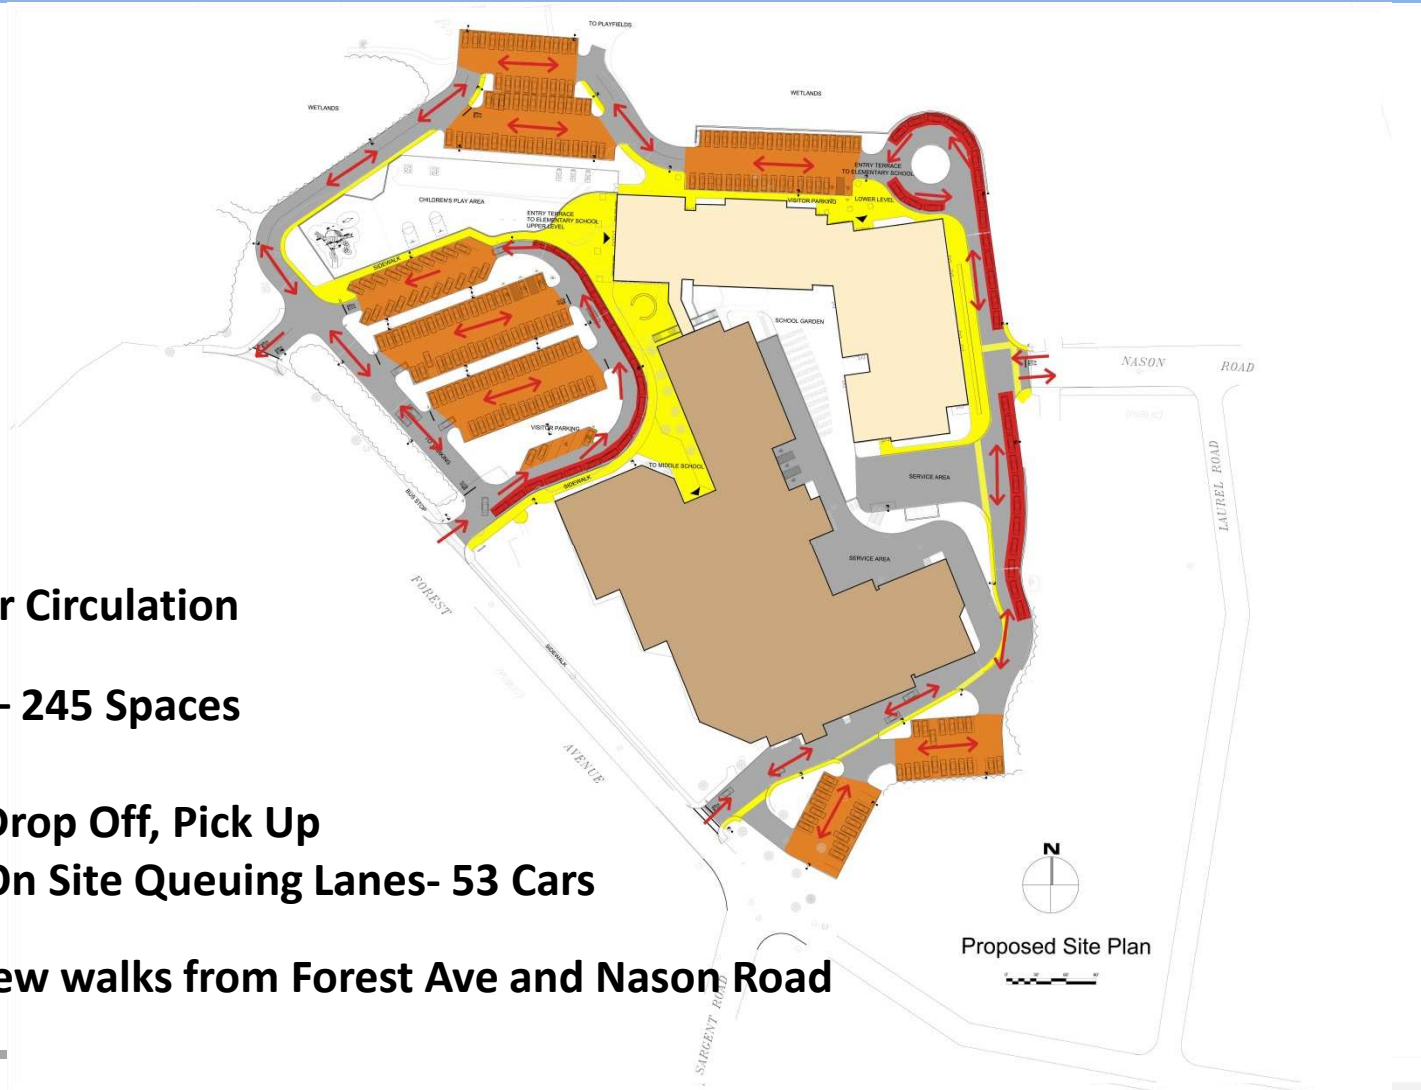 TO PLAYFIELDS
WETLANDS
WETLANDS
ENTRY TERRACE
TO ELEMENTARY SCHOOL
VISITOR PARKING
LOWER LEVEL
CHILDREN'S PLAY AREA
ENTRY TERRACE
TO ELEMENTARY SCHOOL
UPPER LEVEL
SIDEWALK
SCHOOL GARDEN
NASON ROAD
VISITOR PARKING
TO MIDDLE SCHOOL
SIDEWALK
BUS STOP
SERVICE AREA
LAUREL ROAD
SERVICE AREA
FOREST
AVENUE
SIDEWALK
r Circulation
- 245 Spaces
Drop Off, Pick Up
On Site Queuing Lanes- 53 Cars
ew walks from Forest Ave and Nason Road
SARGENT ROAD
N
Proposed Site Plan